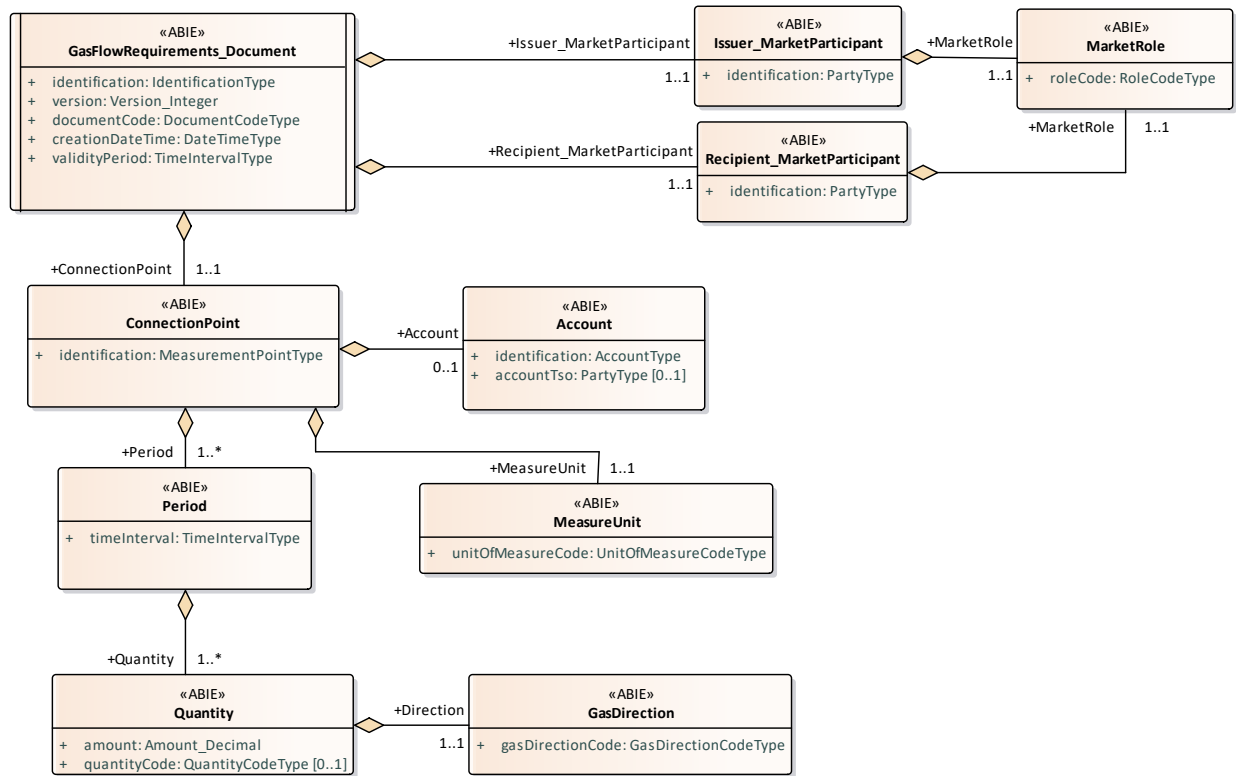 «ABIE»
GasFlowRequirements_Document
+ identification: IdentificationType
+ version: Version_Integer
+ documentCode: DocumentCodeType
+ creationDateTime: DateTimeType
+ validityPeriod: TimeIntervalType
+Issuer_MarketParticipant
1..1
«ABIE»
Issuer_MarketParticipant
+ identification: PartyType
+MarketRole
1..1
«ABIE»
MarketRole
+ roleCode: RoleCodeType
+MarketRole 1..1
+Recipient_MarketParticipant
1..1
«ABIE»
Recipient_MarketParticipant
+ identification: PartyType
+ConnectionPoint 1..1
«ABIE»
ConnectionPoint
+ identification: MeasurementPointType
+Account
0..1
«ABIE»
Account
+ identification: AccountType
+ accountTso: PartyType [0..1]
+Period 1..*
«ABIE»
Period
+ timeInterval: TimeIntervalType
+MeasureUnit 1..1
«ABIE»
MeasureUnit
+ unitOfMeasureCode: UnitOfMeasureCodeType
+Quantity 1..*
«ABIE»
Quantity
+ amount: Amount_Decimal
+ quantityCode: QuantityCodeType [0..1]
+Direction
1..1
«ABIE»
GasDirection
+ gasDirectionCode: GasDirectionCodeType